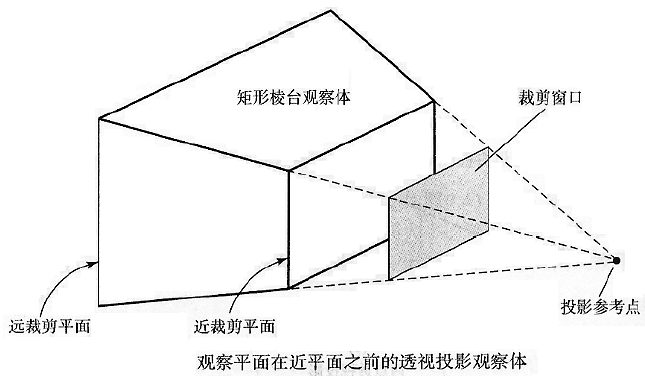 矩形棱台观察体
裁剪窗口
远裁剪平面
近裁剪平面
投影参考点
观察平面在近平面之前的透视投影观察体